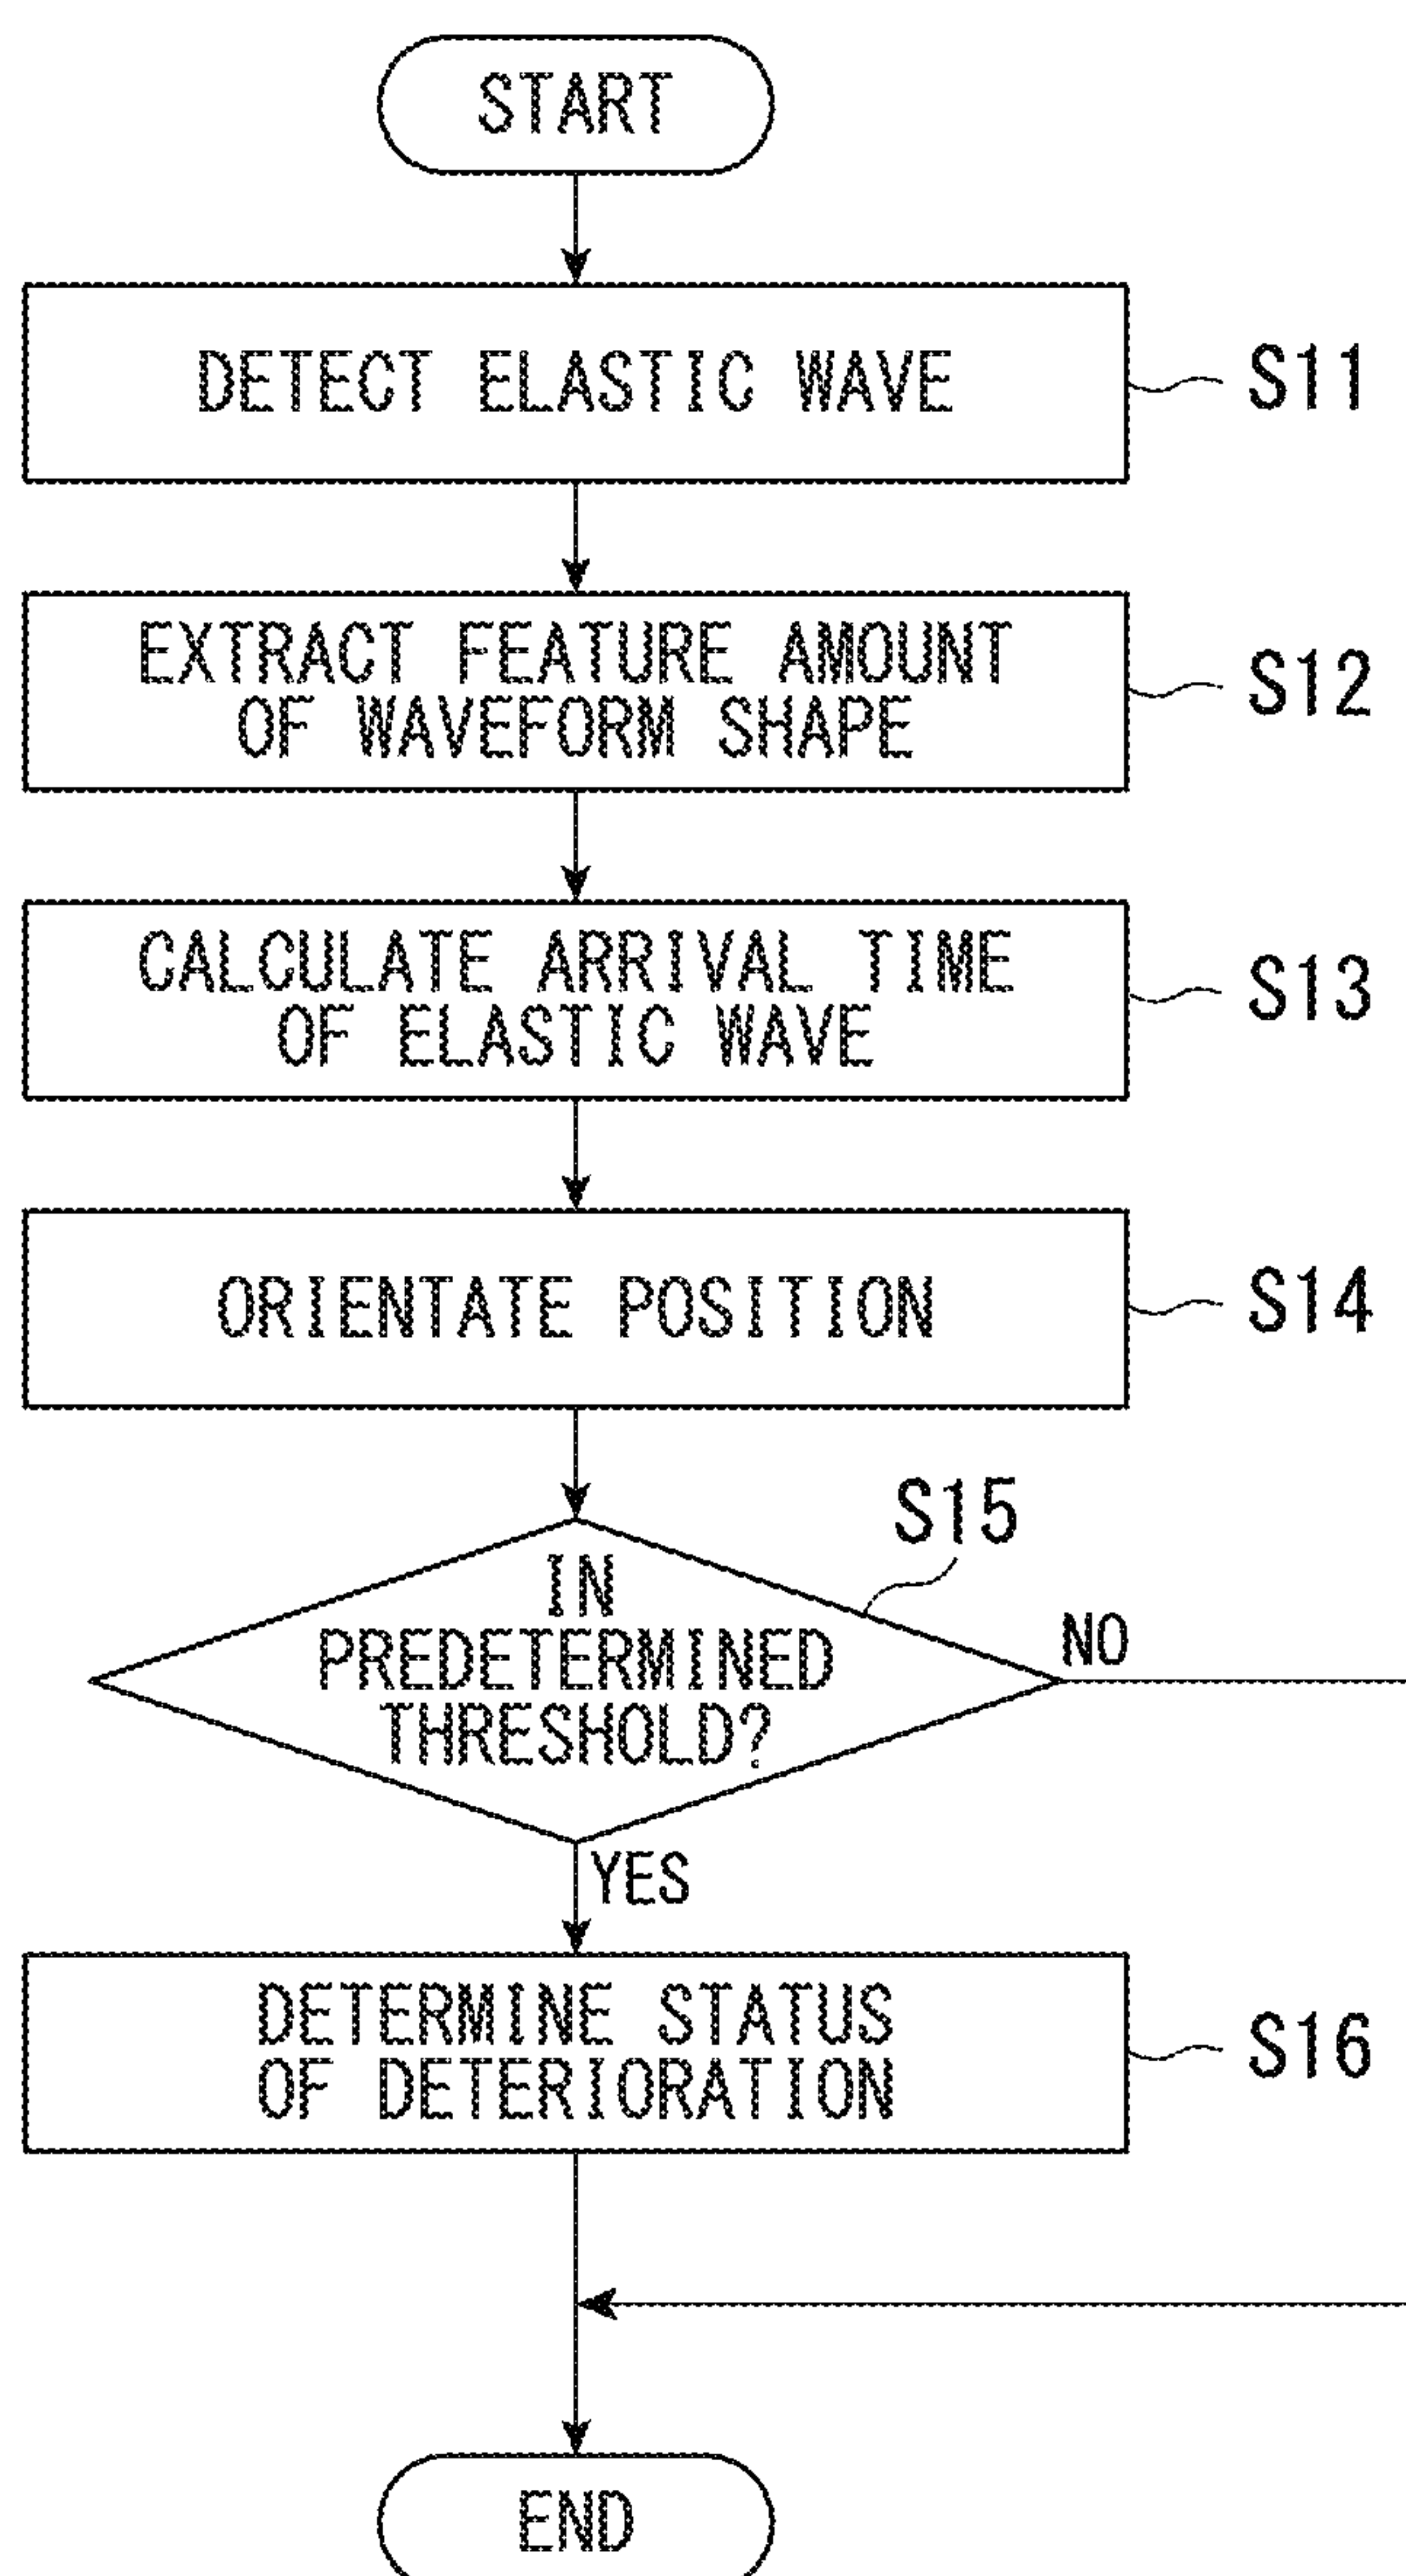 START
DETECT ELASTIC WAVE
S11
EXTRACT FEATURE AMOUNT
OF WAVEFORM SHAPE
S12
CALCULATE ARRIVAL TIME
OF ELASTIC WAVE
S13
ORIENTATE POSITION
S14
S15
IN
PREDETERMINED
THRESHOLD?
NO
YES
DETERMINE STATUS
OF DETERIORATION
S16
END